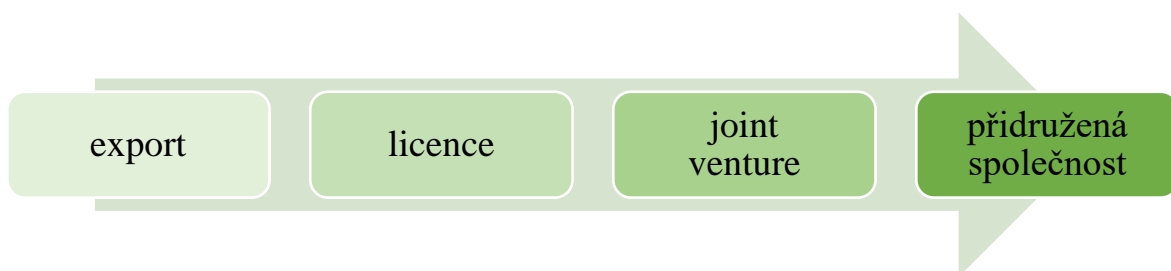 export
licence
joint
venture
přidružená
společnost